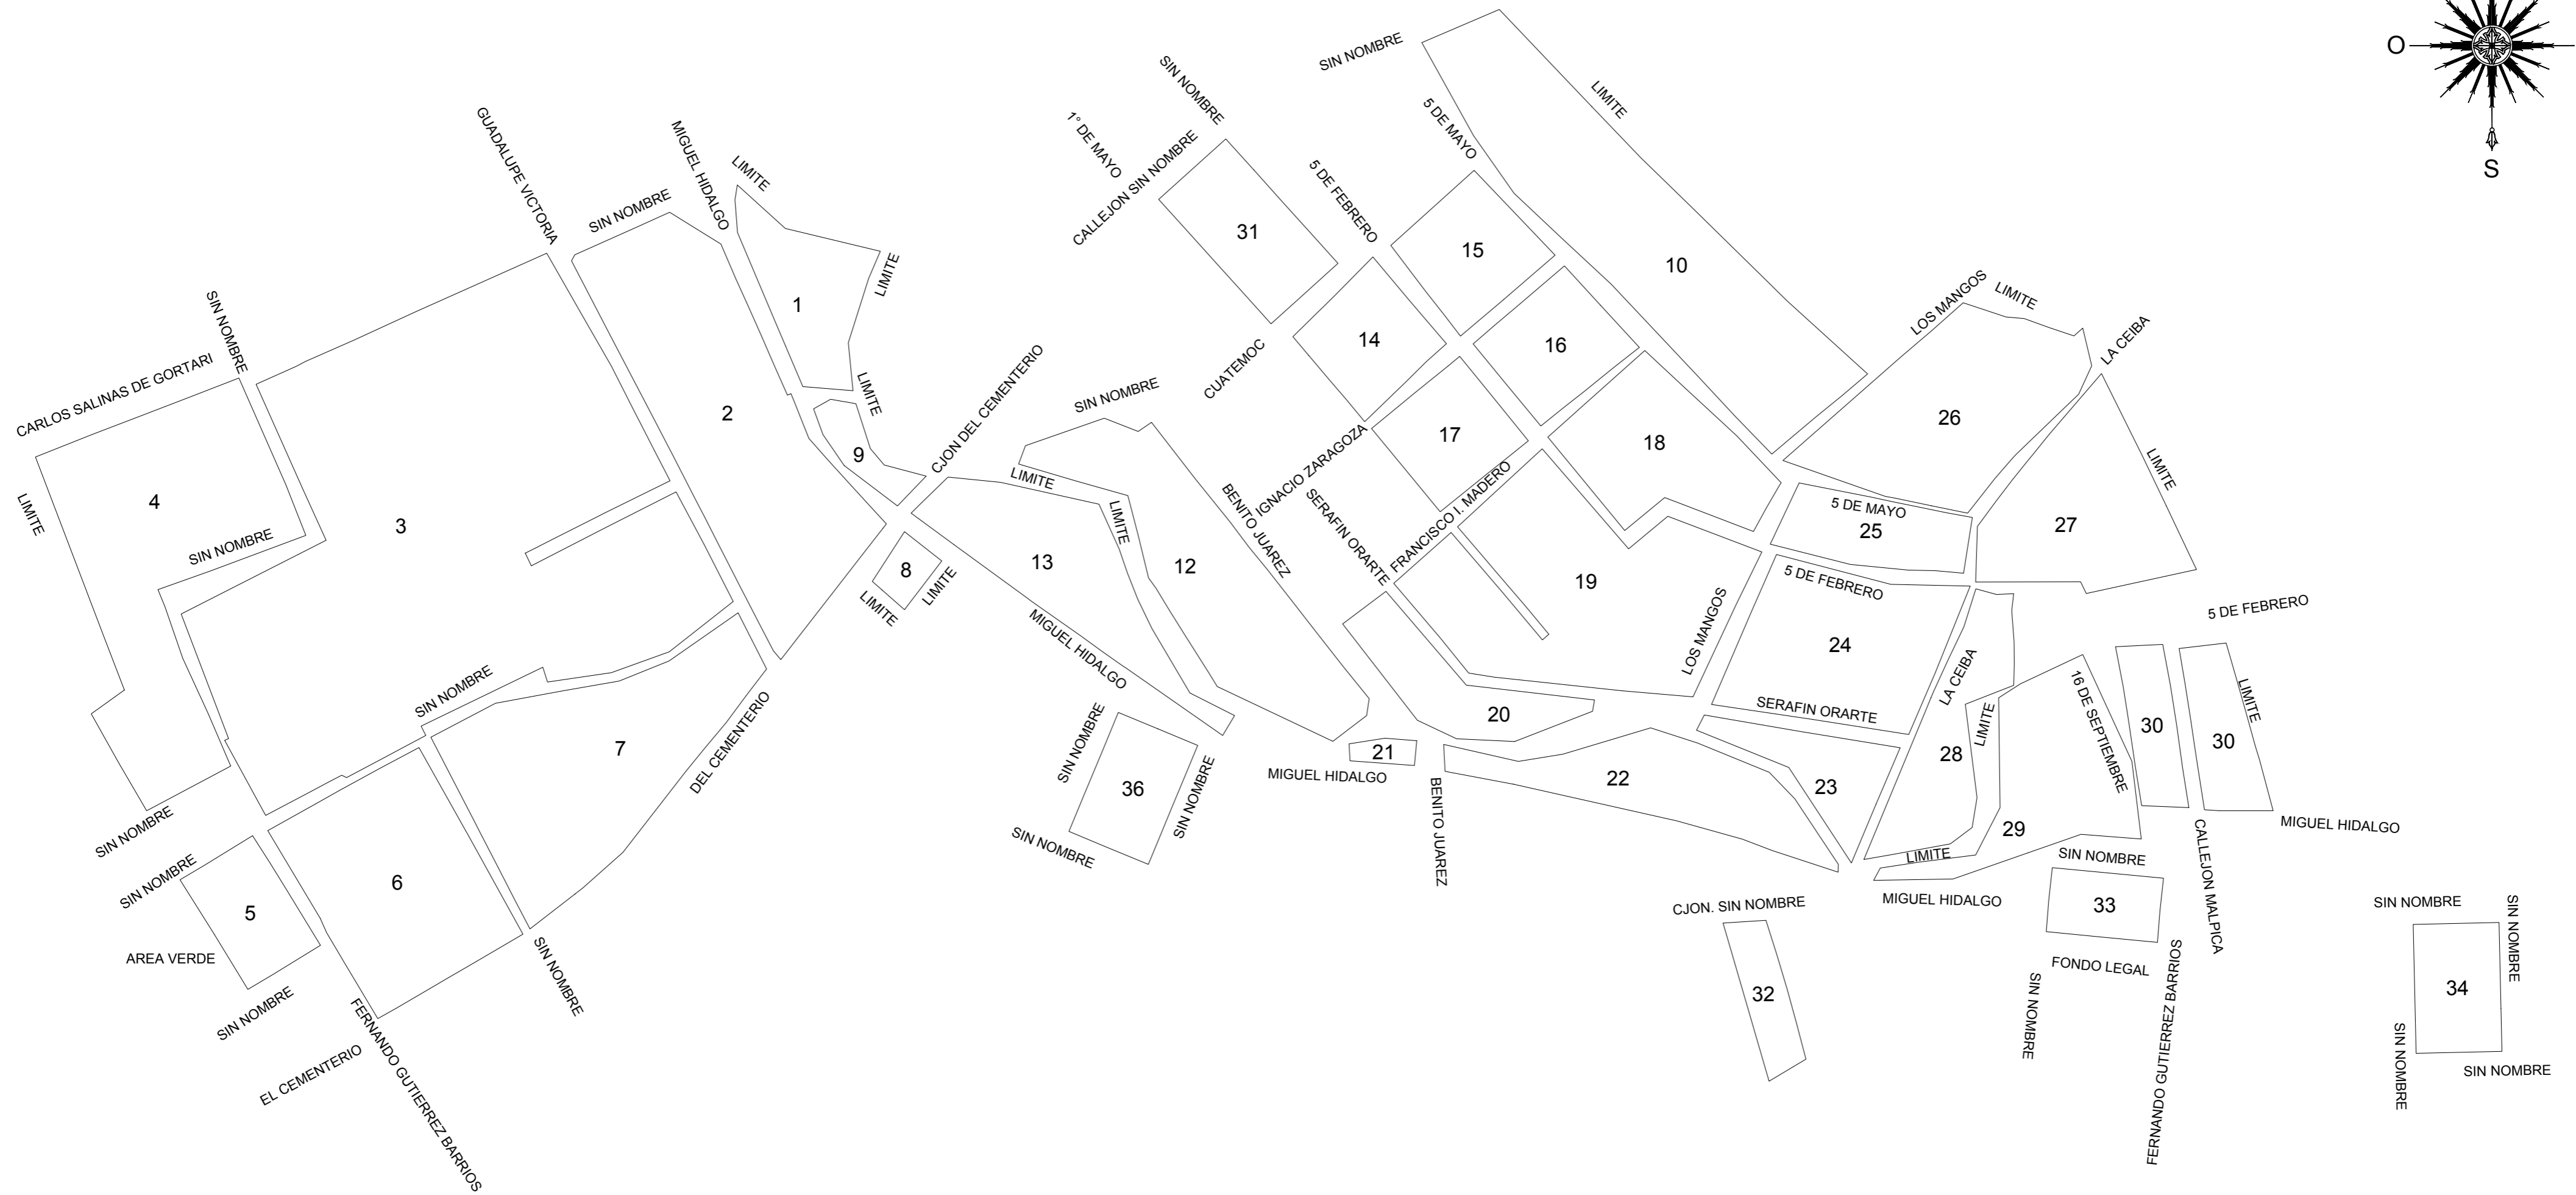 O
S
SIN NOMBRE
LIMITE
SIN NOMBRE
1° DE MAYO
CALLEJON SIN NOMBRE
5 DE MAYO
5 DE FEBRERO
GUADALUPE VICTORIA
MIGUEL HIDALGO
LIMITE
SIN NOMBRE
31
15
10
LIMITE
1
SIN NOMBRE
LOS MANGOS
LIMITE
LA CEIBA
14
16
CUATEMOC
CARLOS SALINAS DE GORTARI
LIMITE
CJON DEL CEMENTERIO
SIN NOMBRE
2
26
17
18
IGNACIO ZARAGOZA
9
LIMITE
LIMITE
LIMITE
4
3
SIN NOMBRE
LIMITE
BENITO JUAREZ
SERAFIN ORARTE
FRANCISCO I. MADERO
5 DE MAYO
25
27
8
LIMITE
LIMITE
13
12
19
5 DE FEBRERO
5 DE FEBRERO
LOS MANGOS
24
MIGUEL HIDALGO
SIN NOMBRE
LA CEIBA
16 DE SEPTIEMBRE
LIMITE
SERAFIN ORARTE
20
LIMITE
30
30
7
DEL CEMENTERIO
SIN NOMBRE
36
SIN NOMBRE
SIN NOMBRE
21
MIGUEL HIDALGO
BENITO JUAREZ
22
23
28
29
LIMITE
MIGUEL HIDALGO
SIN NOMBRE
SIN NOMBRE
5
6
AREA VERDE
SIN NOMBRE
SIN NOMBRE
EL CEMENTERIO
FERNANDO GUTIERREZ BARRIOS
CJON. SIN NOMBRE
32
MIGUEL HIDALGO
SIN NOMBRE
33
FONDO LEGAL
SIN NOMBRE
FERNANDO GUTIERREZ BARRIOS
CALLEJON MALPICA
SIN NOMBRE
SIN NOMBRE
34
SIN NOMBRE
SIN NOMBRE